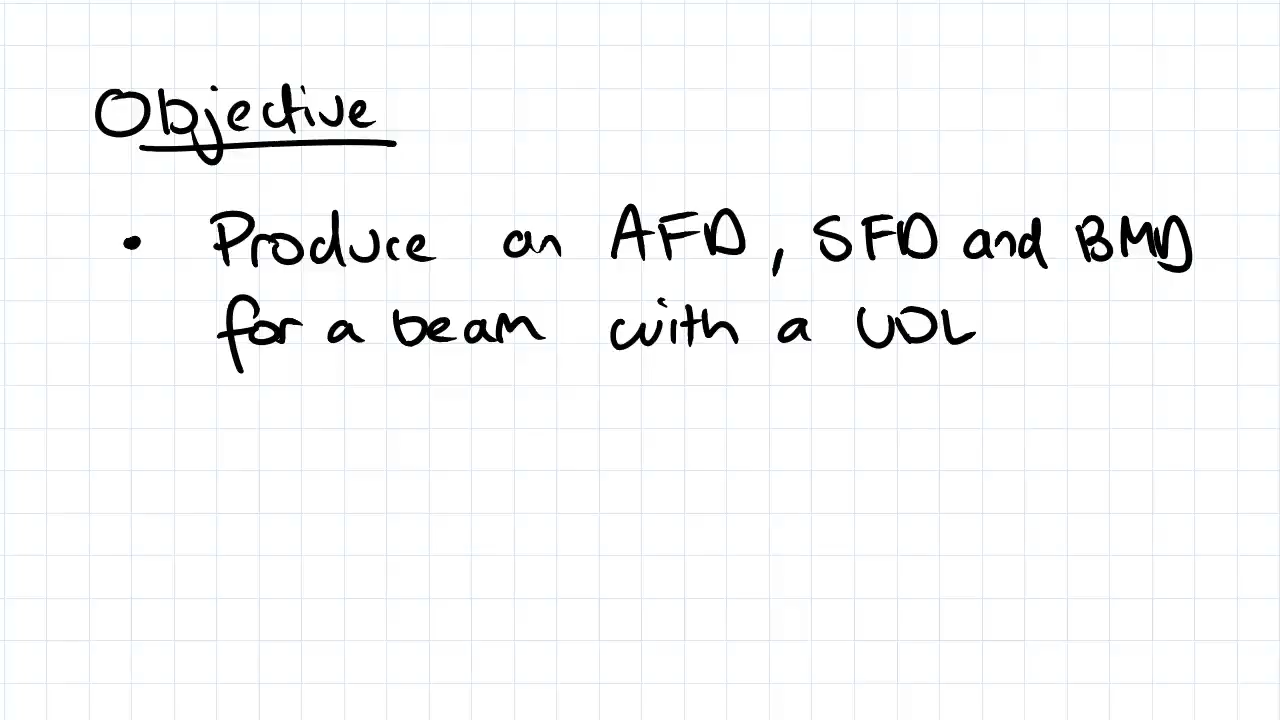 Objective
• Produce an AFD, SFD and BMD
for a beam with a UDL